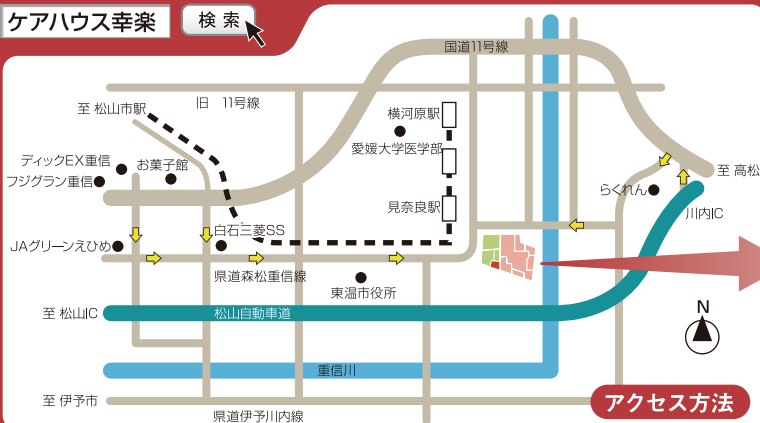 ケアハウス幸楽
検索
国道11号線
旧 11号線
至 松山市駅
横河原駅
愛媛大学医学部
ディックEX重信
お菓子館
フジグラン重信
至 高松
らくれん
見奈良駅
川内IC
白石三菱SS
JAグリーンえひめ
県道森松重信線
東温市役所
至 松山IC
松山自動車道
N
重信川
至 伊予市
アクセス方法
県道伊予川内線